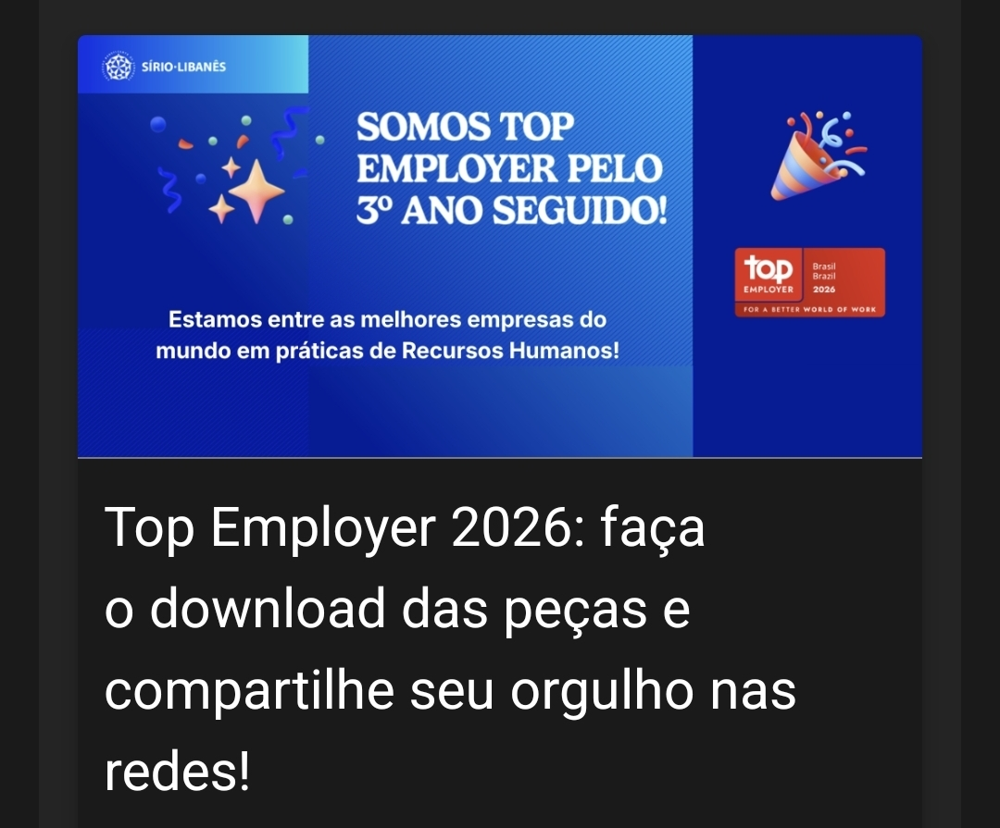 SÍRIO·LIBANÊS
SOMOS TOP
EMPLOYER PELO
3º ANO SEGUIDO!
Estamos entre as melhores empresas do
mundo em práticas de Recursos Humanos!
top
EMPLOYER
Brasil
Brazil
2026
FOR A BETTER WORLD OF WORK
Top Employer 2026: faça
o download das peças e
compartilhe seu orgulho nas
redes!